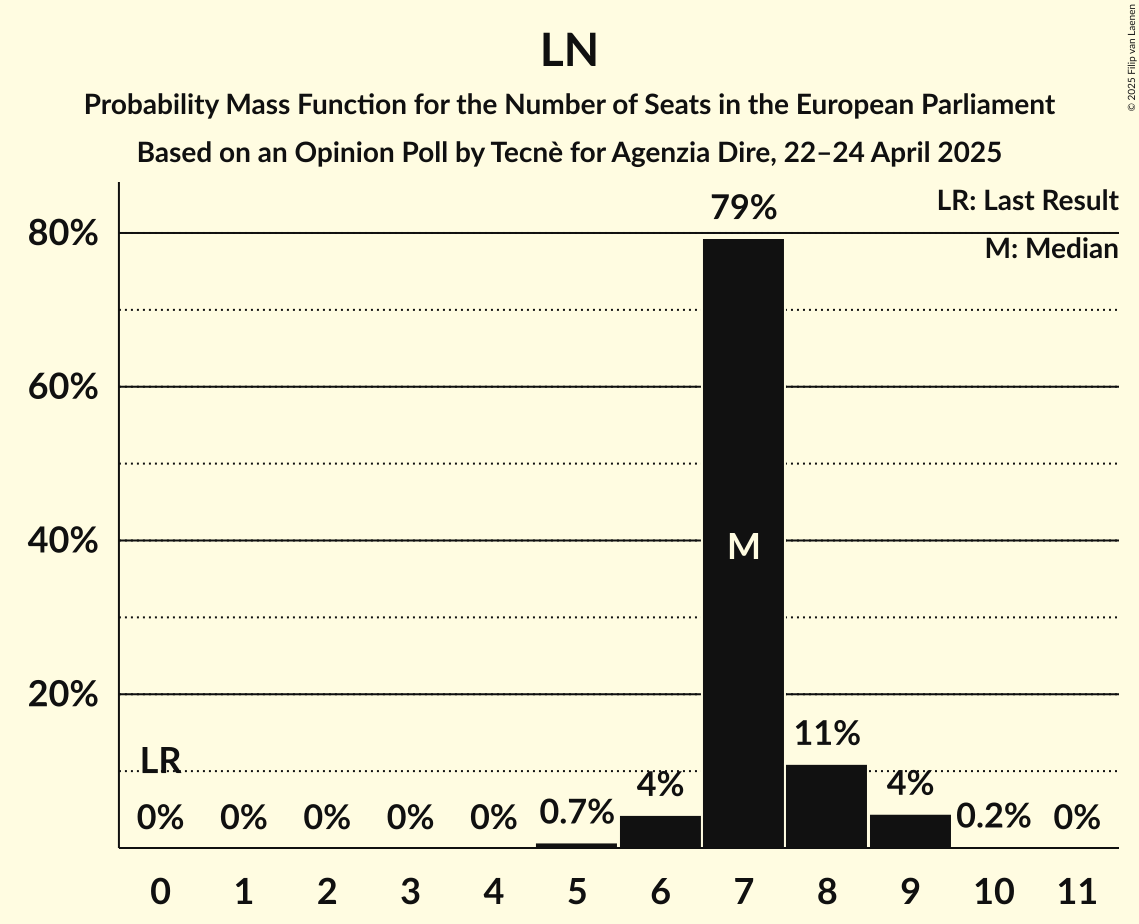 LN
Probability Mass Function for the Number of Seats in the European Parliament
Based on an Opinion Poll by Tecnè for Agenzia Dire, 22–24 April 2025
© 2025 Filip van Laenen
LR: Last Result
M: Median
80%
60%
40%
20%
79%
M
LR
0%
0%
0%
0%
0%
0.7%
4%
11%
4%
0.2%
0%
0 1 2 3 4 5 6 7 8 9 10 11